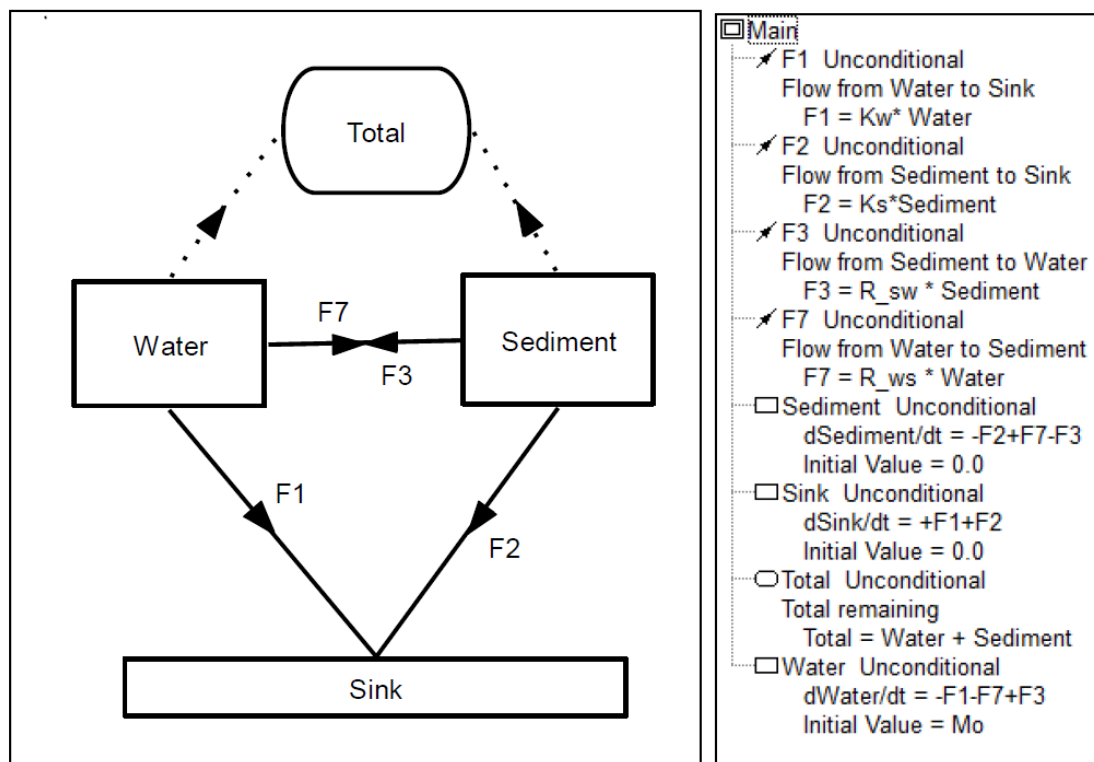 Total
F7
Water
Sediment
F3
F1
F2
Sink
Main
F1 Unconditional
Flow from Water to Sink
F1 = Kw* Water
F2 Unconditional
Flow from Sediment to Sink
F2 = Ks*Sediment
F3 Unconditional
Flow from Sediment to Water
F3 = R_sw * Sediment
F7 Unconditional
Flow from Water to Sediment
F7 = R_ws * Water
Sediment Unconditional
dSediment/dt = -F2+F7-F3
Initial Value = 0.0
Sink Unconditional
dSink/dt = +F1+F2
Initial Value = 0.0
Total Unconditional
Total remaining
Total = Water + Sediment
Water Unconditional
dWater/dt = -F1-F7+F3
Initial Value = Mo